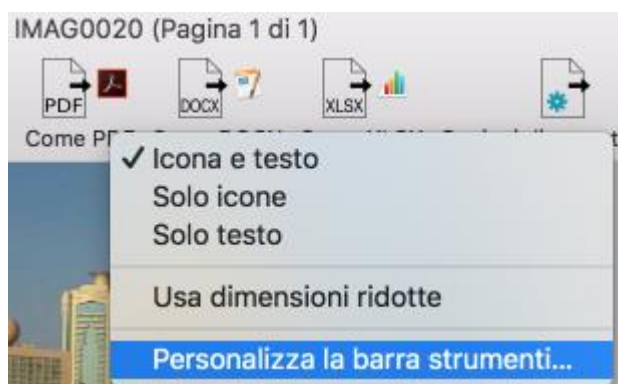 IMAG0020 (Pagina 1 di 1)
PDF DOCX XLSX
Come
✓ Icona e testo
Solo icone
Solo testo
Usa dimensioni ridotte
Personalizza la barra strumenti...